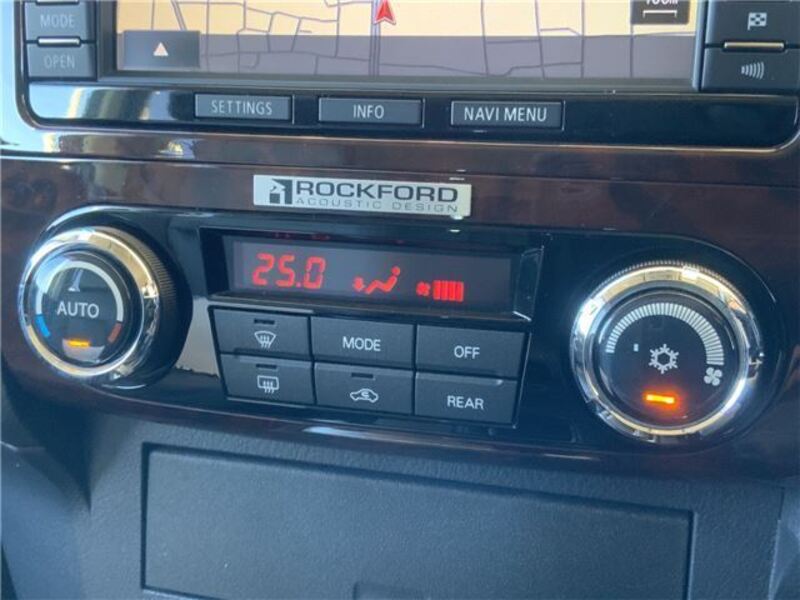 MODE
OPEN
SETTINGS
INFO
NAVI MENU
ROCKFORD
ACOUSTIC DESIGN
AUTO
25.0
MODE
OFF
REAR